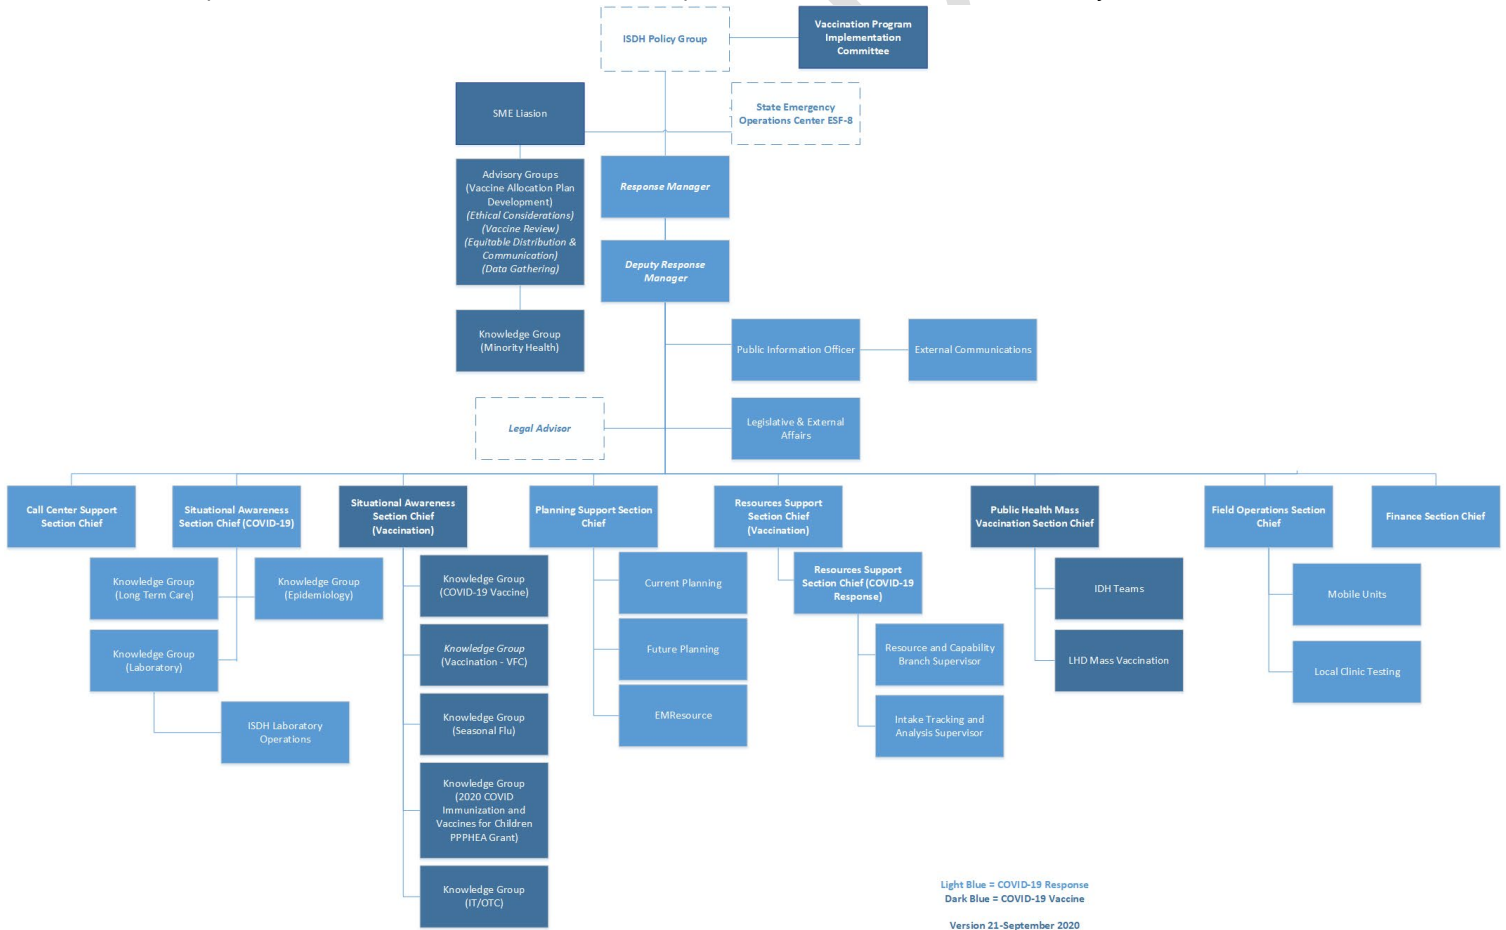 ISDH Policy Group
Vaccination Program
Implementation
Committee
SME Liasion
State Emergency
Operations Center ESF-8
Advisory Groups
(Vaccine Allocation Plan
Development)
(Ethical Considerations)
(Vaccine Review)
(Equitable Distribution &
Communication)
(Data Gathering)
Response Manager
Deputy Response
Manager
Knowledge Group
(Minority Health)
Public Information Officer
External Communications
Legal Advisor
Legislative & External
Affairs
Call Center Support
Section Chief
Situational Awareness
Section Chief (COVID-19)
Situational Awareness
Section Chief
(Vaccination)
Planning Support Section
Chief
Resources Support
Section Chief
(Vaccination)
Public Health Mass
Vaccination Section Chief
Field Operations Section
Chief
Finance Section Chief
Knowledge Group
(Long Term Care)
Knowledge Group
(Epidemiology)
Knowledge Group
(Laboratory)
ISDH Laboratory
Operations
Knowledge Group
(COVID-19 Vaccine)
Knowledge Group
(Vaccination - VFC)
Knowledge Group
(Seasonal Flu)
Knowledge Group
(2020 COVID
Immunization and
Vaccines for Children
PPPHEA Grant)
Knowledge Group
(IT/OTC)
Current Planning
Future Planning
EMResource
Resources Support
Section Chief (COVID-19
Response)
Resource and Capability
Branch Supervisor
Intake Tracking and
Analysis Supervisor
IDH Teams
LHD Mass Vaccination
Mobile Units
Local Clinic Testing
Light Blue = COVID-19 Response
Dark Blue = COVID-19 Vaccine
Version 21-September 2020